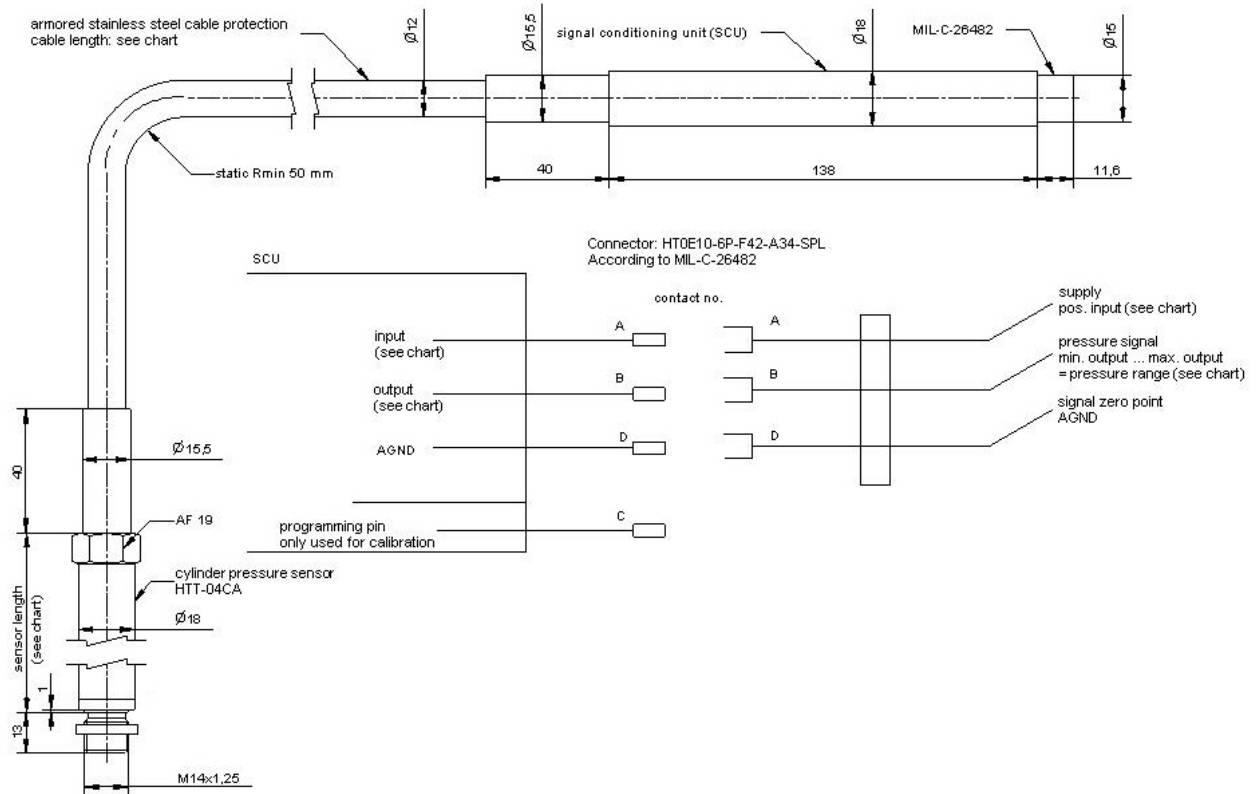 armored stainless steel cable protection
cable length: see chart
Ø12
Ø15,5
signal conditioning unit (SCU)
Ø18
MIL-C-26482
Ø15
static Rmin 50 mm
40
138
11,6
Connector: HT0E10-6P-F42-A34-SPL
According to MIL-C-26482
SCU
contact no.
input
(see chart)
A
A
supply
pos. input (see chart)
output
(see chart)
B
B
pressure signal
min. output ... max. output
= pressure range (see chart)
AGND
D
D
signal zero point
AGND
programming pin
only used for calibration
C
40
Ø15,5
AF 19
cylinder pressure sensor
HTT-04CA
Ø18
sensor length
(see chart)
1
13
M14x1,25